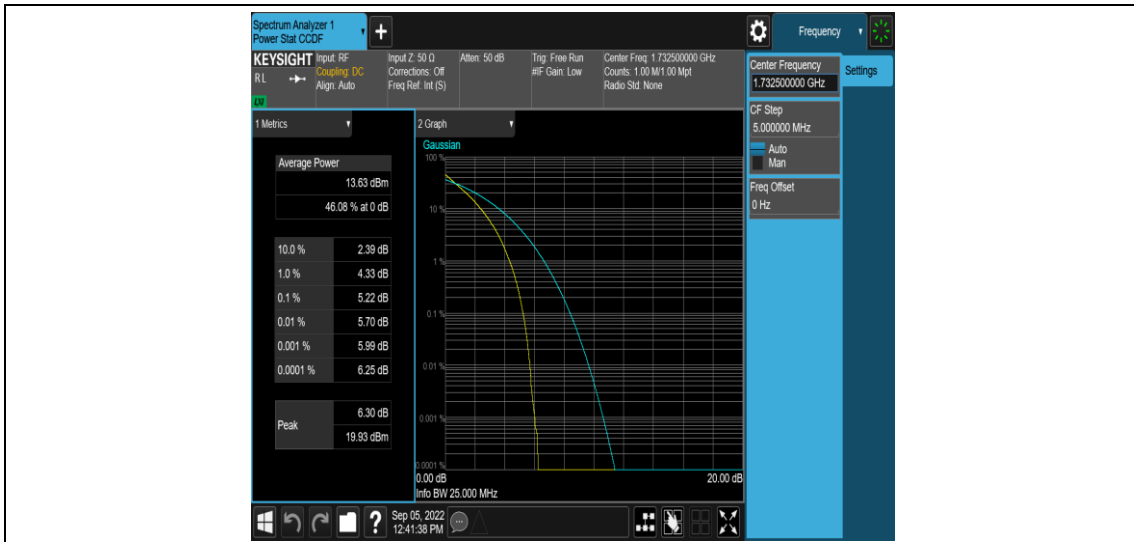 Spectrum Analyzer 1
Power Stat CCDF
+
Frequency
KEYSIGHT Input: RF
Coupling: DC
Align: Auto
RL
LXI
Input Z: 50 Ω
Corrections: Off
Freq Ref: Int (S)
Atten: 50 dB
Trig: Free Run
#IF Gain: Low
Center Freq: 1.732500000 GHz
Counts: 1.00 M/1.00 Mpt
Radio Std: None
Center Frequency
1.732500000 GHz
Settings
CF Step
5.000000 MHz
Auto
Man
Freq Offset
0 Hz
1 Metrics
Average Power
13.63 dBm
46.08 % at 0 dB
10.0 % 2.39 dB
1.0 % 4.33 dB
0.1 % 5.22 dB
0.01 % 5.70 dB
0.001 % 5.99 dB
0.0001 % 6.25 dB
Peak
6.30 dB
19.93 dBm
2 Graph
Gaussian
100 %
10 %
1 %
0.1 %
0.01 %
0.001 %
0.0001 %
0.00 dB 20.00 dB
Info BW 25.000 MHz
?
Sep 05, 2022
12:41:38 PM